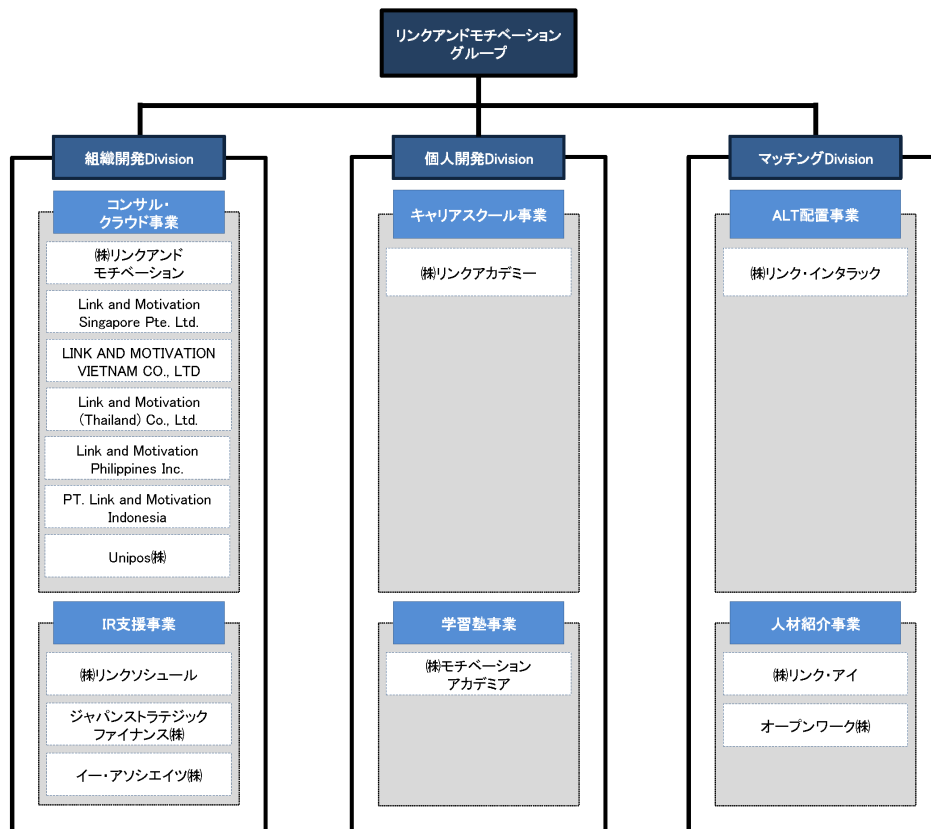 リンクアンドモチベーション
グループ
組織開発Division
コンサル・
クラウド事業
㈱リンクアンド
モチベーション
Link and Motivation
Singapore Pte. Ltd.
LINK AND MOTIVATION
VIETNAM CO., LTD
Link and Motivation
(Thailand) Co., Ltd.
Link and Motivation
Philippines Inc.
PT. Link and Motivation
Indonesia
Unipos㈱
IR支援事業
㈱リンクソシュール
ジャパンストラテジック
ファイナンス㈱
イー・アソシエイツ㈱
個人開発Division
キャリアスクール事業
㈱リンクアカデミー
学習塾事業
㈱モチベーション
アカデミア
マッチングDivision
ALT配置事業
㈱リンク・インタラック
人材紹介事業
㈱リンク・アイ
オープンワーク㈱